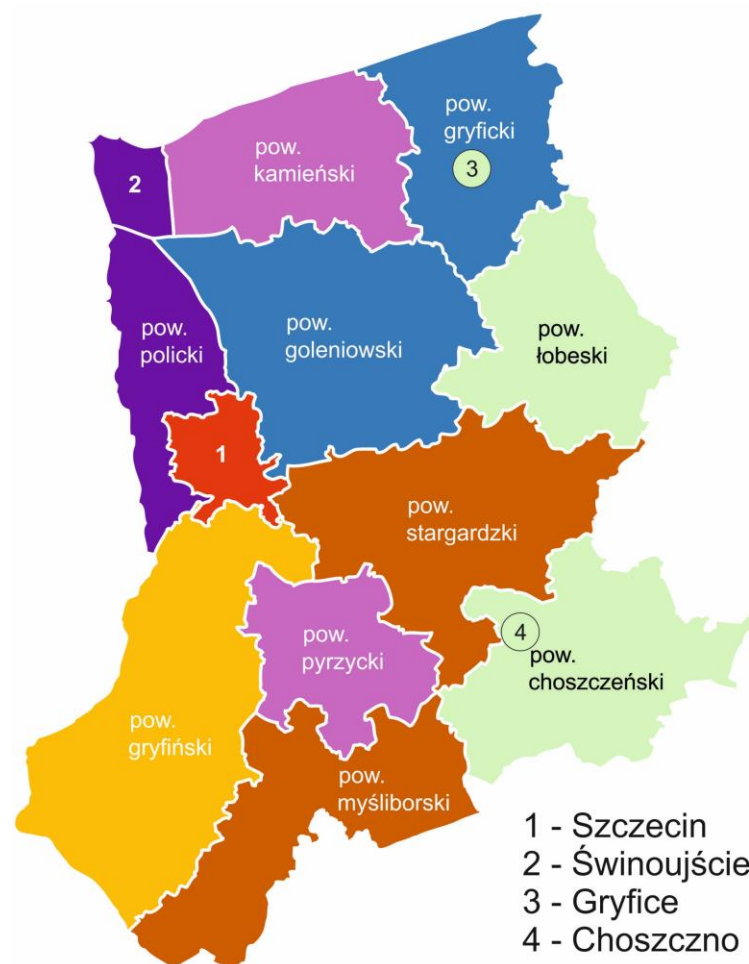 pow.
gryficki
3
pow.
kamieński
2
pow.
policki
pow.
goleniowski
pow.
łobeski
1
pow.
stargardzki
4
pow.
choszczeński
pow.
pyrzycki
pow.
gryfiński
pow.
myśliborski
1 - Szczecin
2 - Świnoujście
3 - Gryfice
4 - Choszczno